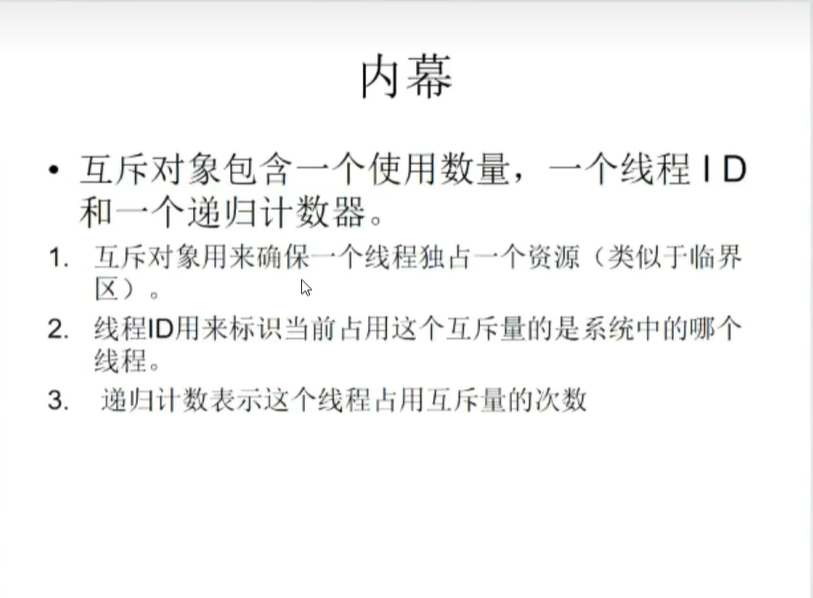 内幕
• 互斥对象包含一个使用数量，一个线程ＩＤ
和一个递归计数器。
1. 互斥对象用来确保一个线程独占一个资源（类似于临界
区）。
2. 线程ID用来标识当前占用这个互斥量的是系统中的哪个
线程。
3. 递归计数表示这个线程占用互斥量的次数